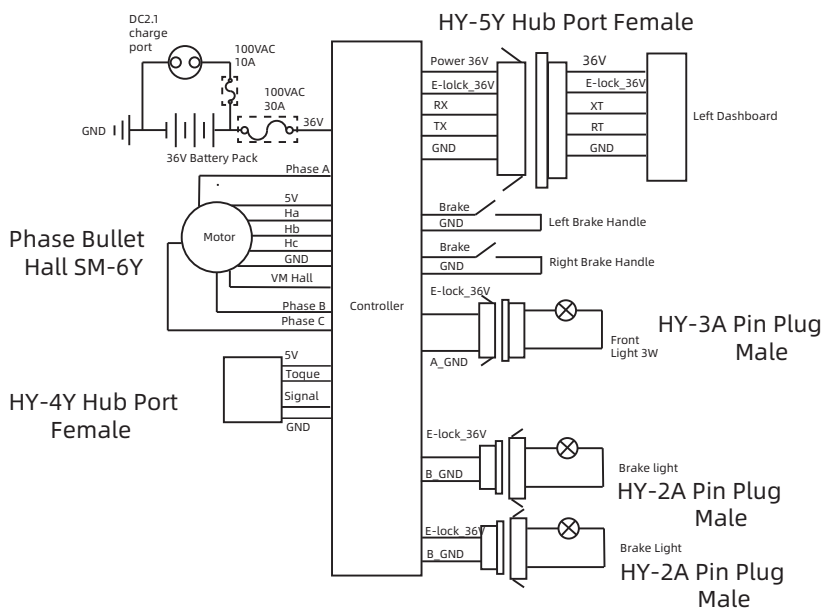 DC2.1
charge
port
100VAC
10A
100VAC
30A
36V
GND
36V Battery Pack
Phase A
5V
Ha
Hb
Hc
GND
VM Hall
Phase B
Phase C
Motor
Phase Bullet
Hall SM-6Y
5V
Toque
Signal
GND
HY-4Y Hub Port
Female
Controller
HY-5Y Hub Port Female
Power 36V
E-lolck_36V
RX
TX
GND
36V
E-lock_36V
XT
RT
GND
Left Dashboard
Brake
GND
Left Brake Handle
Brake
GND
Right Brake Handle
E-lock_36V
A_GND
Front
Light 3W
HY-3A Pin Plug
Male
E-lock_36V
B_GND
Brake light
HY-2A Pin Plug
Male
E-lock_36V
B_GND
Brake Light
HY-2A Pin Plug
Male